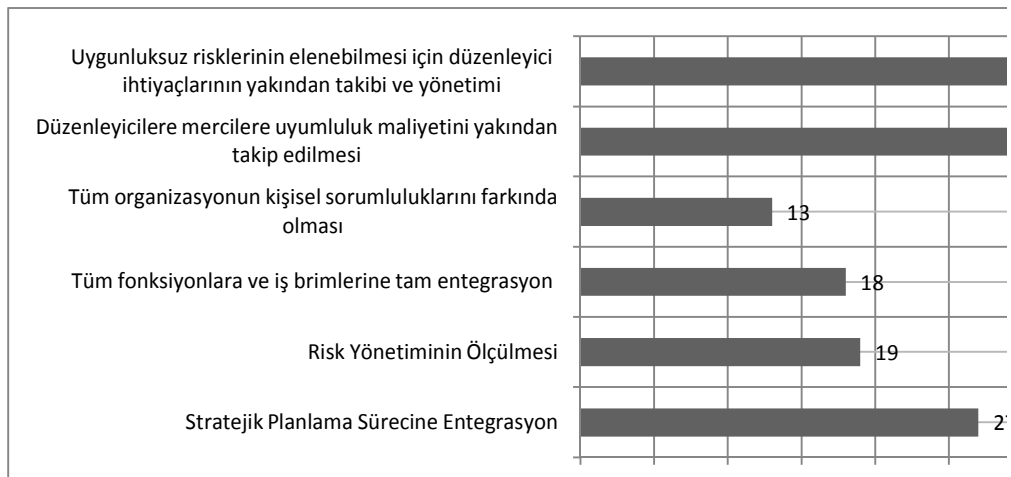 Uygunluksuz risklerinin elenebilmesi için düzenleyici
ihtiyaçlarının yakından takibi ve yönetimi
Düzenleyicilere mercilere uyumluluk maliyetini yakından
takip edilmesi
Tüm organizasyonun kişisel sorumluluklarını farkında
olması
13
Tüm fonksiyonlara ve iş brimlerine tam entegrasyon
18
Risk Yönetiminin Ölçülmesi
19
Stratejik Planlama Sürecine Entegrasyon